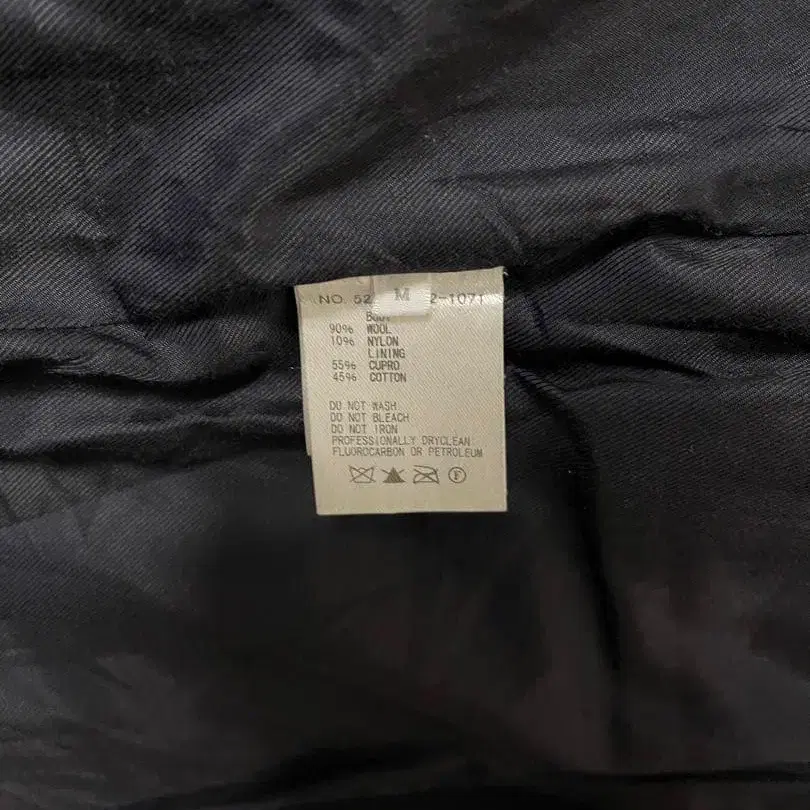 NO. 52 M 2-1071
BODY
90% WOOL
10% NYLON
LINING
55% CUPRO
45% COTTON
DO NOT WASH
DO NOT BLEACH
DO NOT IRON
PROFESSIONALLY DRYCLEAN
FLUOROCARBON OR PETROLEUM
F